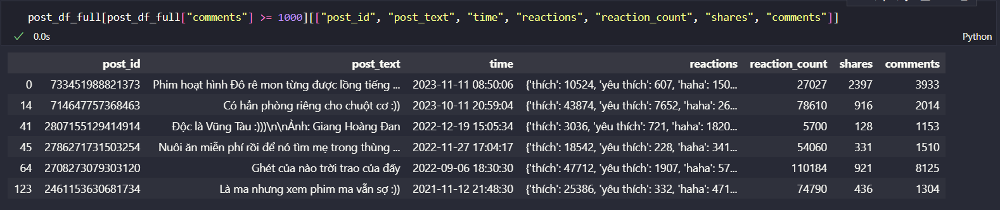 post_df_full[post_df_full["comments"] >= 1000][["post_id", "post_text", "time", "reactions", "reaction_count", "shares", "comments"]]
0.0s Python
post_id post_text time reactions reaction_count shares comments
0 733451988821373 Phim hoạt hình Đô rê mon từng được lồng tiếng ... 2023-11-11 08:50:06 {'thích': 10524, 'yêu thích': 607, 'haha': 150... 27027 2397 3933
14 714647757368463 Có hẳn phòng riêng cho chuột cơ :)) 2023-10-11 20:59:04 {'thích': 43874, 'yêu thích': 7652, 'haha': 26... 78610 916 2014
41 2807155129414914 Độc lạ Vũng Tàu :)))\n\nẢnh: Giang Hoàng Đan 2022-12-19 15:05:34 {'thích': 3036, 'yêu thích': 721, 'haha': 1820... 5700 128 1153
45 2786271731503254 Nuôi ăn miễn phí rồi để nó tìm mẹ trong thùng ... 2022-11-27 17:04:17 {'thích': 18542, 'yêu thích': 228, 'haha': 341... 54060 331 1510
64 2708273079303120 Ghét của nào trời trao của đấy 2022-09-06 18:30:30 {'thích': 47712, 'yêu thích': 1907, 'haha': 57... 110184 921 8125
123 2461153630681734 Là ma nhưng xem phim ma vẫn sợ :)) 2021-11-12 21:48:30 {'thích': 25386, 'yêu thích': 332, 'haha': 471... 74790 436 1304